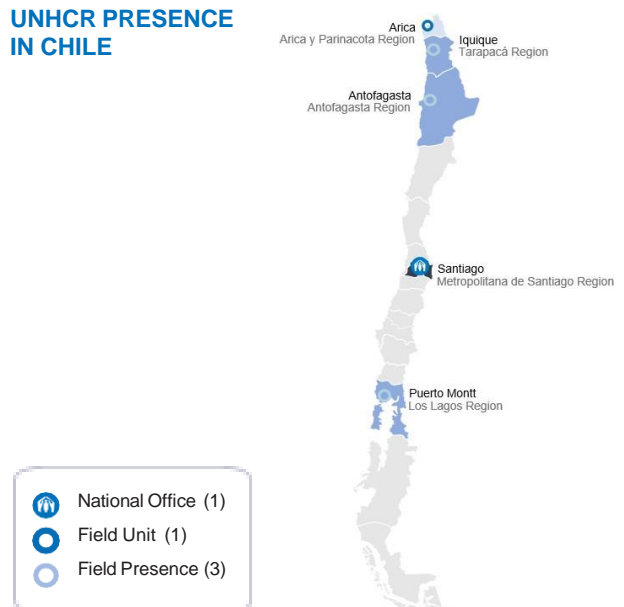 UNHCR PRESENCE
IN CHILE
Arica
Arica y Parinacota Region
Iquique
Tarapacá Region
Antofagasta
Antofagasta Region
Santiago
Metropolitana de Santiago Region
Puerto Montt
Los Lagos Region
National Office (1)
Field Unit (1)
Field Presence (3)